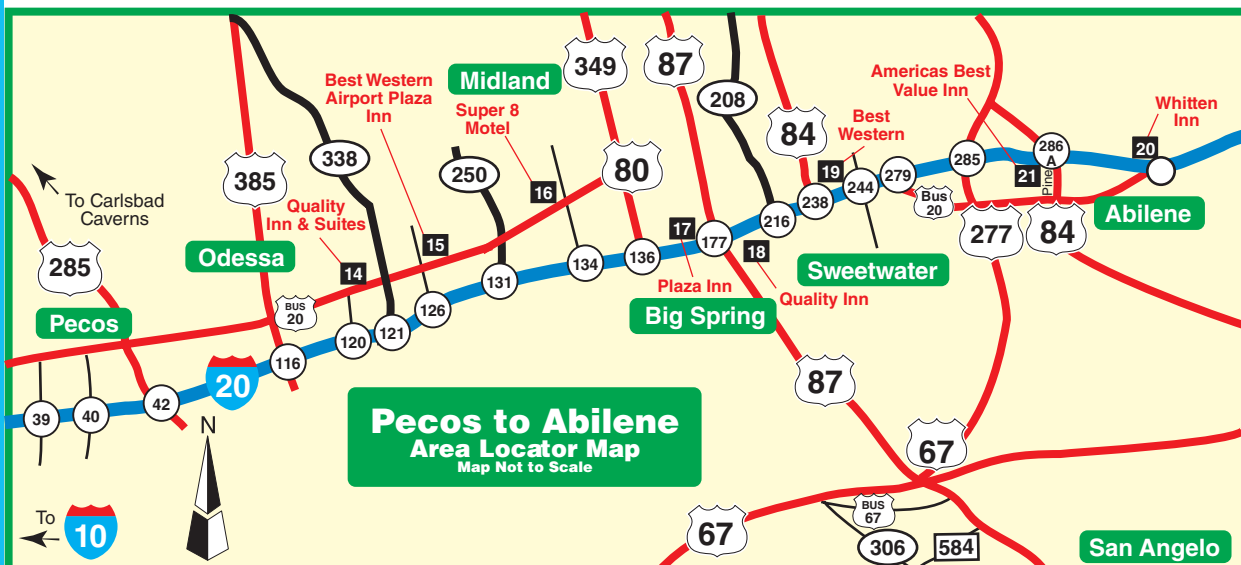 Best Western
Airport Plaza
Inn
Midland
349
87
Americas Best
Value Inn
Super 8
Motel
208
84
Best
Western
Whitten
Inn
338
385
250
80
19
244
279
285
21
286
A
Pine
20
To Carlsbad
Caverns
Quality
Inn & Suites
16
238
Bus
20
Abilene
285
Odessa
14
15
17
177
18
216
277
84
134
136
131
Sweetwater
Plaza Inn
Quality Inn
Pecos
BUS
20
126
121
120
116
Big Spring
20
42
40
39
87
N
Pecos to Abilene
Area Locator Map
Map Not to Scale
67
To
10
67
BUS
67
306
584
San Angelo